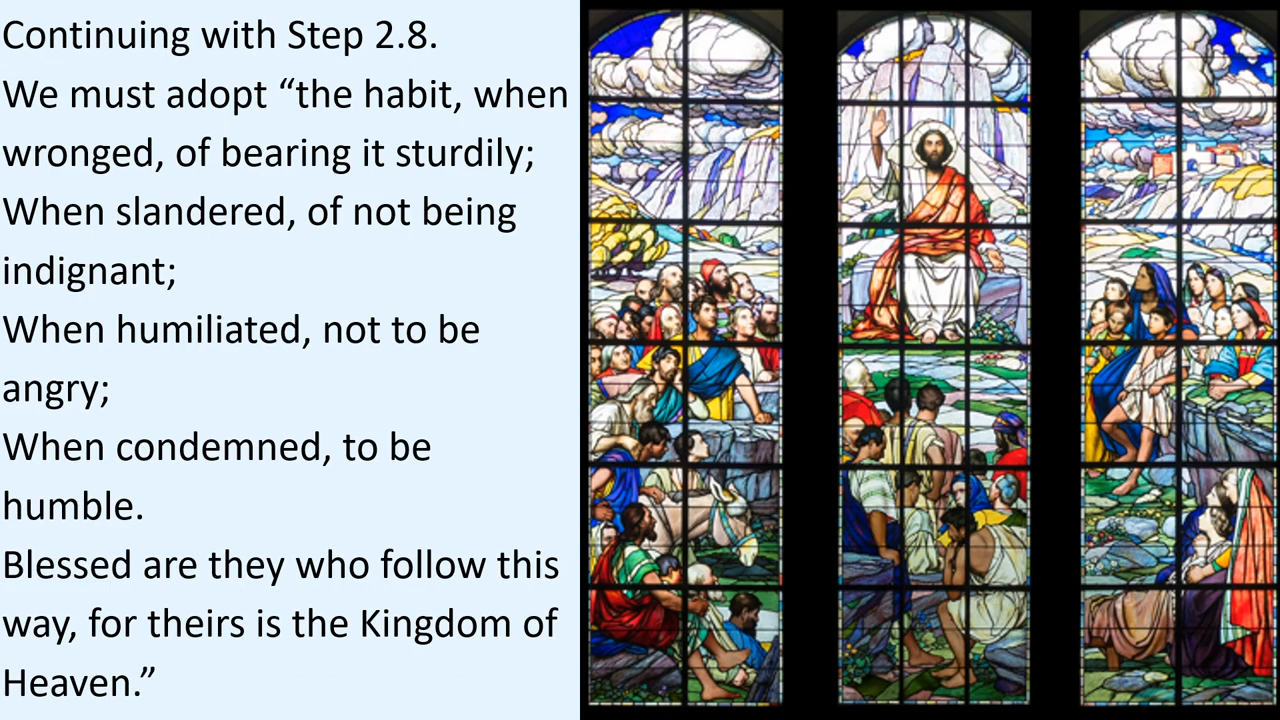 Continuing with Step 2.8.
We must adopt “the habit, when
wronged, of bearing it sturdily;
When slandered, of not being
indignant;
When humiliated, not to be
angry;
When condemned, to be
humble.
Blessed are they who follow this
way, for theirs is the Kingdom of
Heaven.”